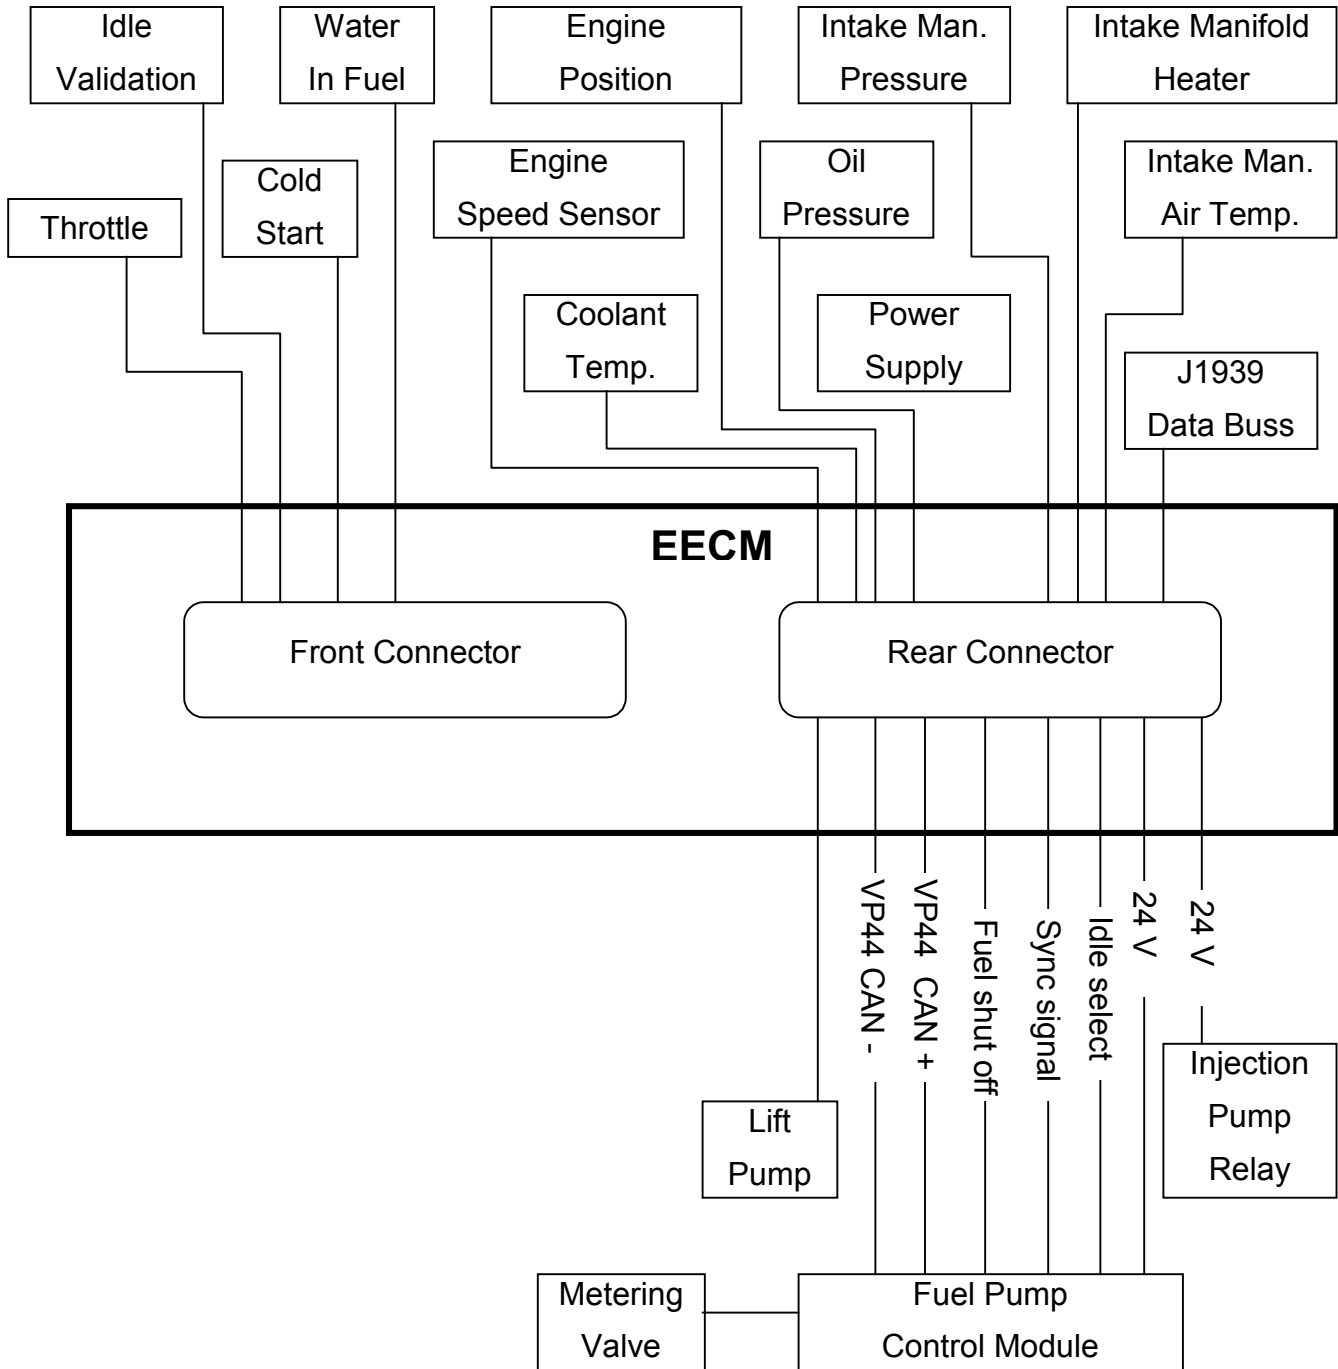 Idle
Validation
Water
In Fuel
Engine
Position
Intake Man.
Pressure
Intake Manifold
Heater
Throttle
Cold
Start
Engine
Speed Sensor
Oil
Pressure
Intake Man.
Air Temp.
Coolant
Temp.
Power
Supply
J1939
Data Buss
EECM
Front Connector
Rear Connector
VP44 CAN -
VP44 CAN +
Fuel shut off
Sync signal
Idle select
24 V
24 V
Lift
Pump
Injection
Pump
Relay
Metering
Valve
Fuel Pump
Control Module